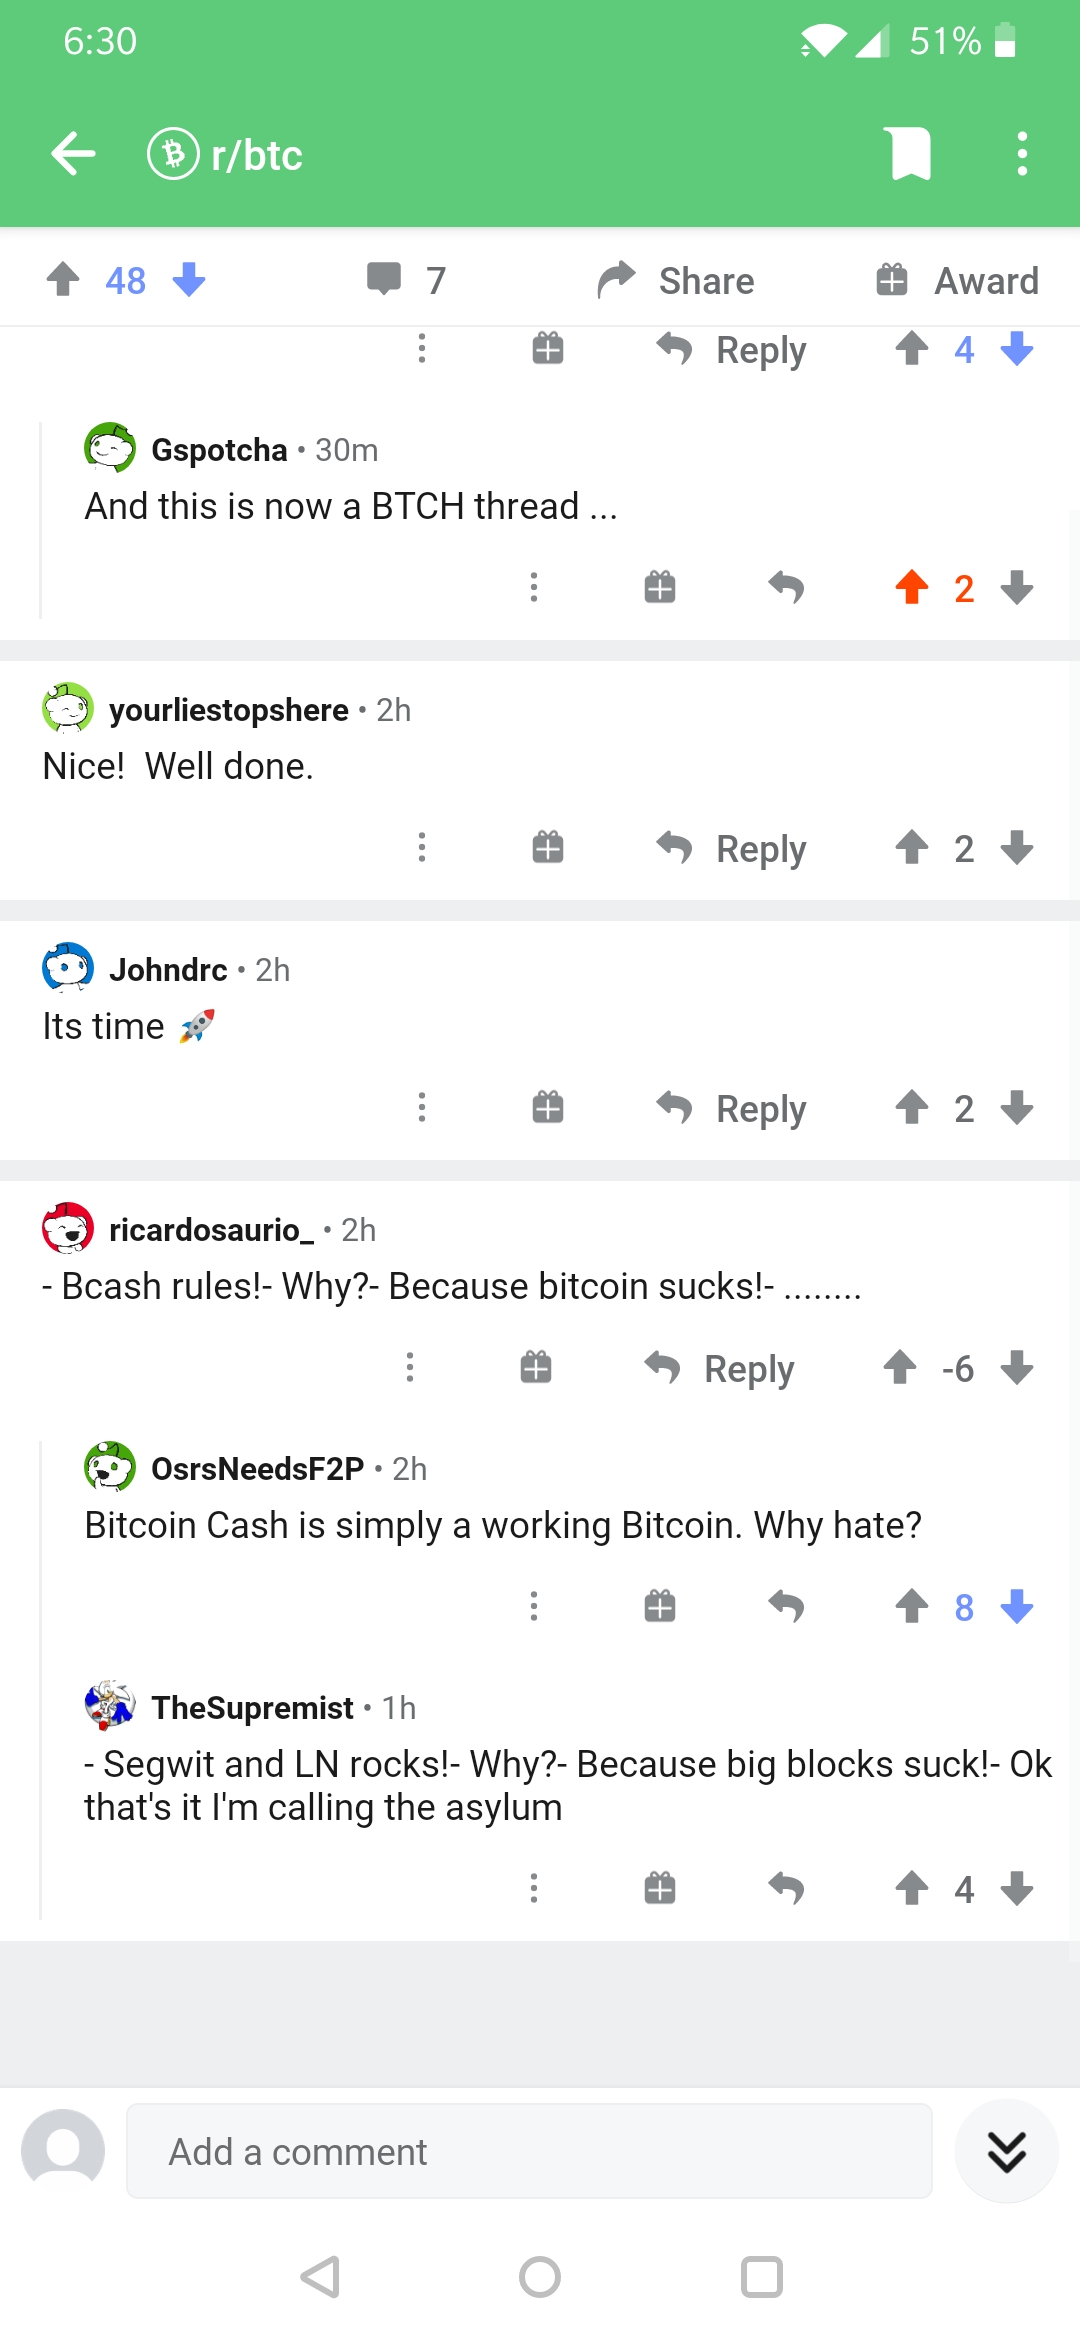 6:30
51%
r/btc
48
7
Share
Award
Reply
4
Gspotcha • 30m
And this is now a BTCH thread ...
2
yourliestopshere • 2h
Nice!  Well done.
Reply
2
Johndrc • 2h
Its time 🚀
Reply
2
ricardosaurio_ • 2h
- Bcash rules!- Why?- Because bitcoin sucks!- ........
Reply
-6
OsrsNeedsF2P • 2h
Bitcoin Cash is simply a working Bitcoin. Why hate?
8
TheSupremist • 1h
- Segwit and LN rocks!- Why?- Because big blocks suck!- Ok
that's it I'm calling the asylum
4
Add a comment